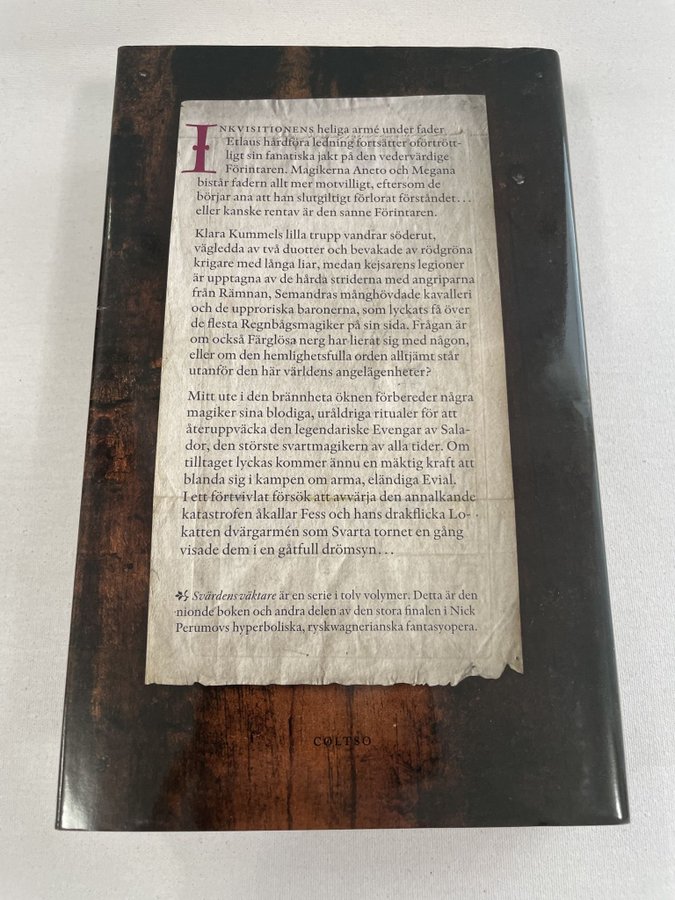 INKVISITIONENS heliga armé under fader
Etlaus hårdföra ledning fortsätter oförtrött-
ligt sin fanatiska jakt på den vedervärdige
Förintaren. Magikerna Aneto och Megana
bistår fadern allt mer motvilligt, eftersom de
börjar ana att han slutgiltigt förlorat förståndet...
eller kanske rentav är den sanne Förintaren.
Klara Kummels lilla trupp vandrar söderut,
vägledd av två duotter och bevakade av rödgröna
krigare med långa liar, medan kejsarens legioner
är upptagna av de hårda striderna med angriparna
från Rämnan, Semandras månghövdade kavalleri
och de upproriska baronerna, som lyckats få över
de flesta Regnbågsmagiker på sin sida. Frågan är
om också Färglösa nerg har lierat sig med någon,
eller om den hemlighetsfulla orden alltjämt står
utanför den här världens angelägenheter?
Mitt ute i den brännheta öknen förbereder några
magiker sina blodiga, uråldriga ritualer för att
återuppväcka den legendariske Evengar av Sala-
dor, den störste svartmagikern av alla tider. Om
tilltaget lyckas kommer ännu en mäktig kraft att
blanda sig i kampen om arma, eländiga Evial.
I ett förtvivlat försök att avvärja den annalkande
katastrofen åkallar Fess och hans drakflicka Lo-
katten dvärgarmén som Svarta tornet en gång
visade dem i en gåtfull drömsyn...
Svärdens väktare är en serie i tolv volymer. Detta är den
nionde boken och andra delen av den stora finalen i Nick
Perumovs hyperboliska, ryskwagnerianska fantasyopera.
COLTSO